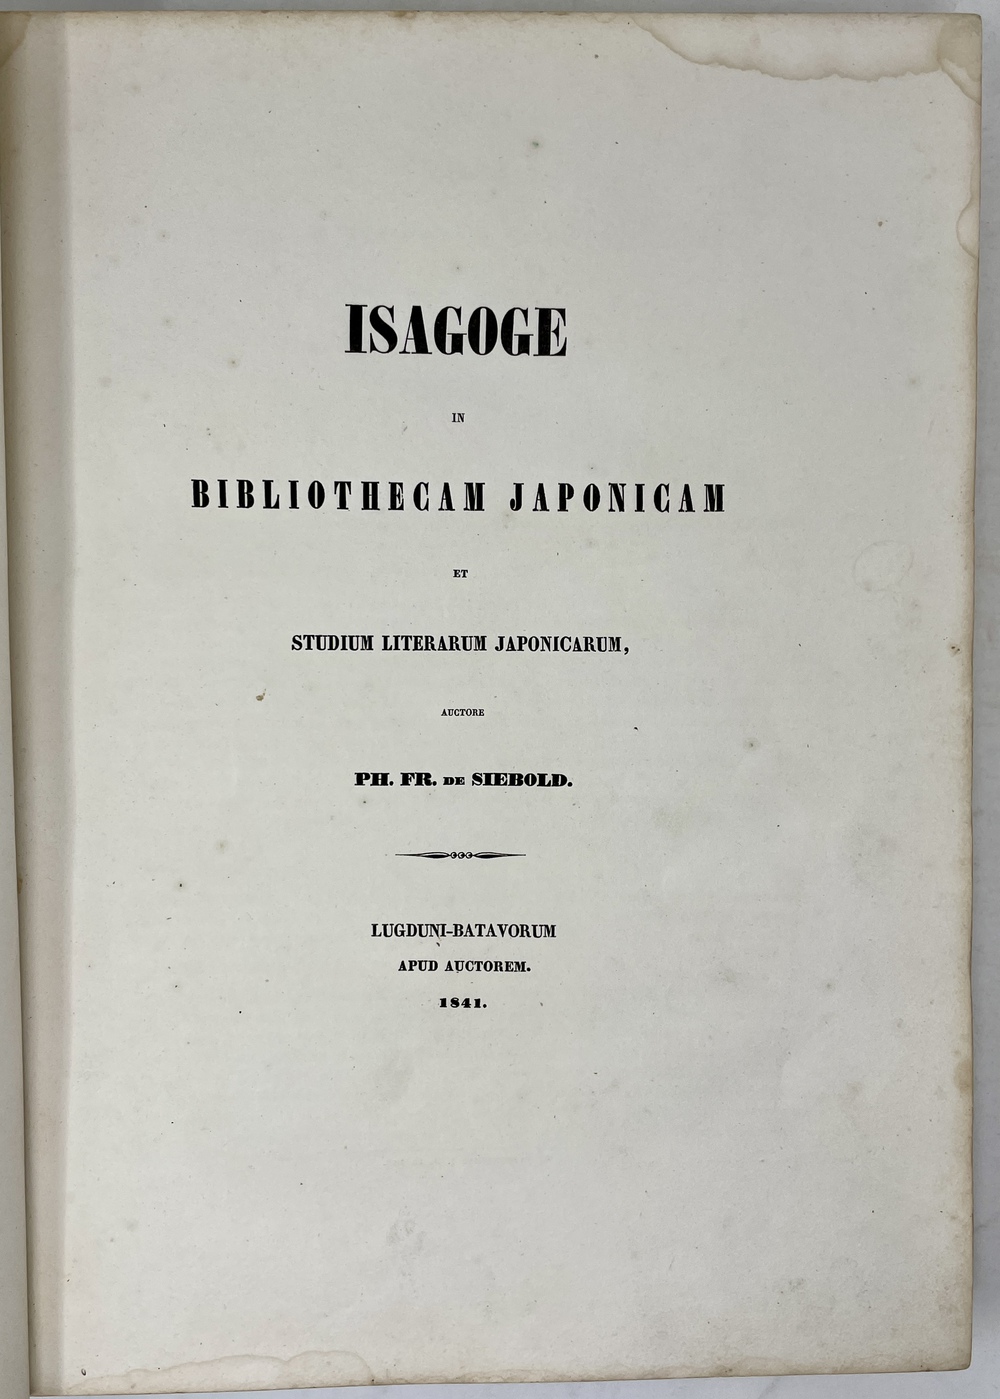 ISAGOGE
IN
BIBLIOTHECAM JAPONICAM
ET
STUDIUM LITERARUM JAPONICARUM,
AUCTORE
PH. FR. DE SIEBOLD.
LUGDUNI-BATAVORUM
APUD AUCTOREM.
1841.